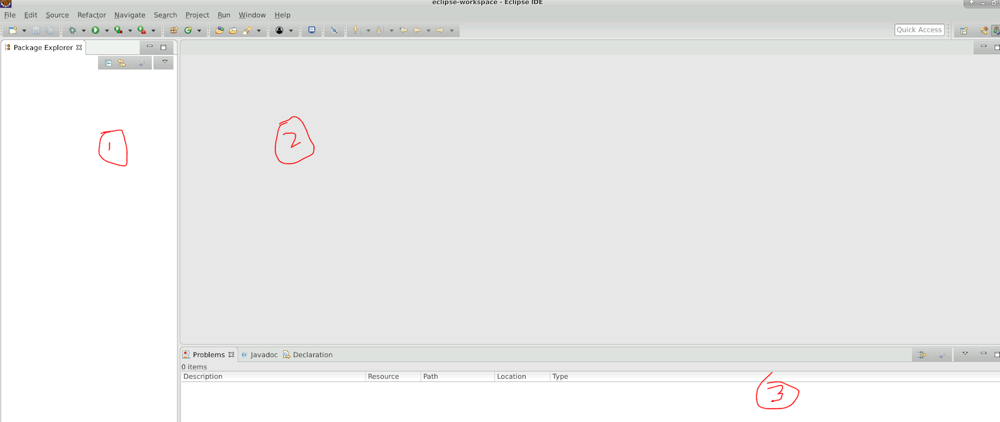 eclipse-workspace - Eclipse IDE
File Edit Source Refactor Navigate Search Project Run Window Help
Quick Access
Package Explorer
1
2
Problems @ Javadoc Declaration
0 items
Description Resource Path Location Type
3